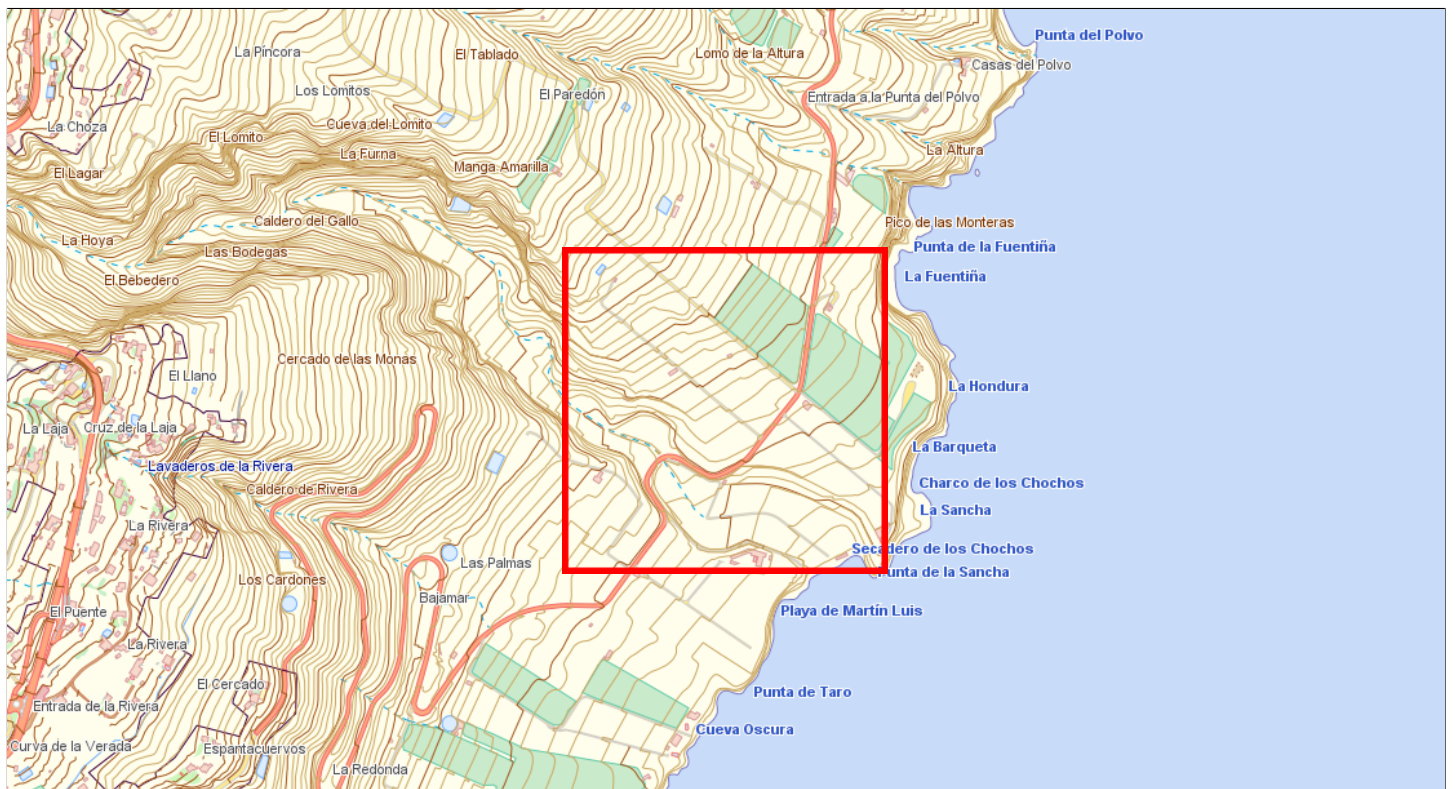 Punta del Polvo
La Píncora
El Tablado
Lomo de la Altura
Casas del Polvo
Los Lomitos
El Paredón
Entrada a la Punta del Polvo
La Choza
Cueva del Lomito
El Lomito
La Furna
La Altura
El Lagar
Manga Amarilla
Caldero del Gallo
Pico de las Monteras
La Hoya
Las Bodegas
Punta de la Fuentiña
El Bebedero
La Fuentiña
Cercado de las Monas
El Llano
La Hondura
La Laja
Cruz de la Laja
La Barqueta
Lavaderos de la Rivera
Caldero de Rivera
Charco de los Chochos
La Sancha
La Rivera
Secadero de los Chochos
Las Palmas
Punta de la Sancha
Los Cardones
Bajamar
El Puente
Playa de Martín Luis
La Rivera
El Cercado
Punta de Taro
Entrada de la Rivera
Cueva Oscura
Curva de la Verada
Espantacuervos
La Redonda